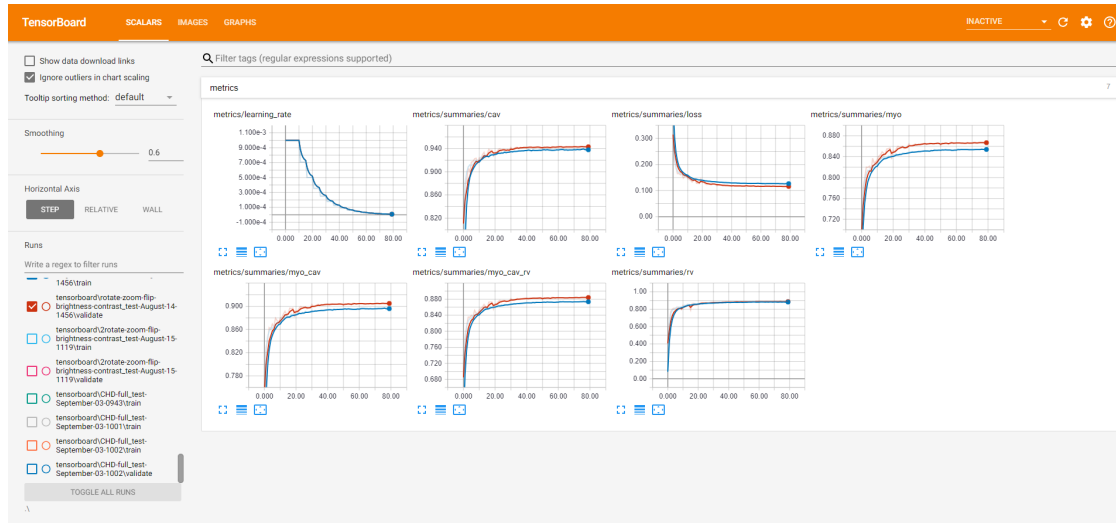 TensorBoard SCALARS IMAGES GRAPHS INACTIVE
Show data download links
Ignore outliers in chart scaling
Tooltip sorting method: default
Smoothing
0.6
Horizontal Axis
STEP RELATIVE WALL
Runs
Write a regex to filter runs
1456\train
tensorboard\rotate-zoom-flip-
brightness-contrast_test-August-14-
1456\validate
tensorboard\2rotate-zoom-flip-
brightness-contrast_test-August-15-
1119\train
tensorboard\2rotate-zoom-flip-
brightness-contrast_test-August-15-
1119\validate
tensorboard\CHD-full_test-
September-03-0943\train
tensorboard\CHD-full_test-
September-03-1001\train
tensorboard\CHD-full_test-
September-03-1002\train
tensorboard\CHD-full_test-
September-03-1002\validate
TOGGLE ALL RUNS
.\
Filter tags (regular expressions supported)
metrics 7
metrics/learning_rate
1.100e-3
9.000e-4
7.000e-4
5.000e-4
3.000e-4
1.000e-4
-1.000e-4
0.000 20.00 40.00 60.00 80.00
metrics/summaries/cav
0.940
0.900
0.860
0.820
0.000 20.00 40.00 60.00 80.00
metrics/summaries/loss
0.300
0.200
0.100
0.00
0.000 20.00 40.00 60.00 80.00
metrics/summaries/myo
0.880
0.840
0.800
0.760
0.720
0.000 20.00 40.00 60.00 80.00
metrics/summaries/myo_cav
0.900
0.860
0.820
0.780
0.000 20.00 40.00 60.00 80.00
metrics/summaries/myo_cav_rv
0.880
0.840
0.800
0.760
0.720
0.680
0.000 20.00 40.00 60.00 80.00
metrics/summaries/rv
1.00
0.800
0.600
0.400
0.200
0.00
0.000 20.00 40.00 60.00 80.00